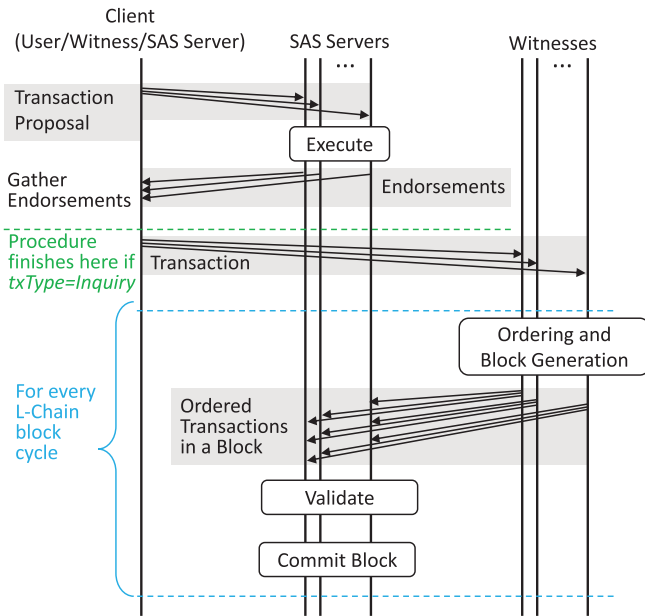 Client
(User/Witness/SAS Server)
SAS Servers
Witnesses
...
...
Transaction
Proposal
Execute
Gather
Endorsements
Endorsements
Procedure
finishes here if
txType=Inquiry
Transaction
Ordering and
Block Generation
For every
L-Chain
block
cycle
Ordered
Transactions
in a Block
Validate
Commit Block